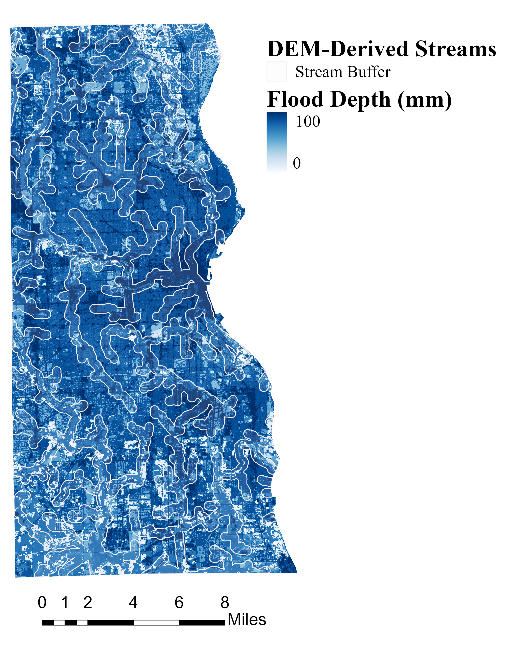 DEM-Derived Streams
Stream Buffer
Flood Depth (mm)
100
0
0 1 2 4 6 8
Miles